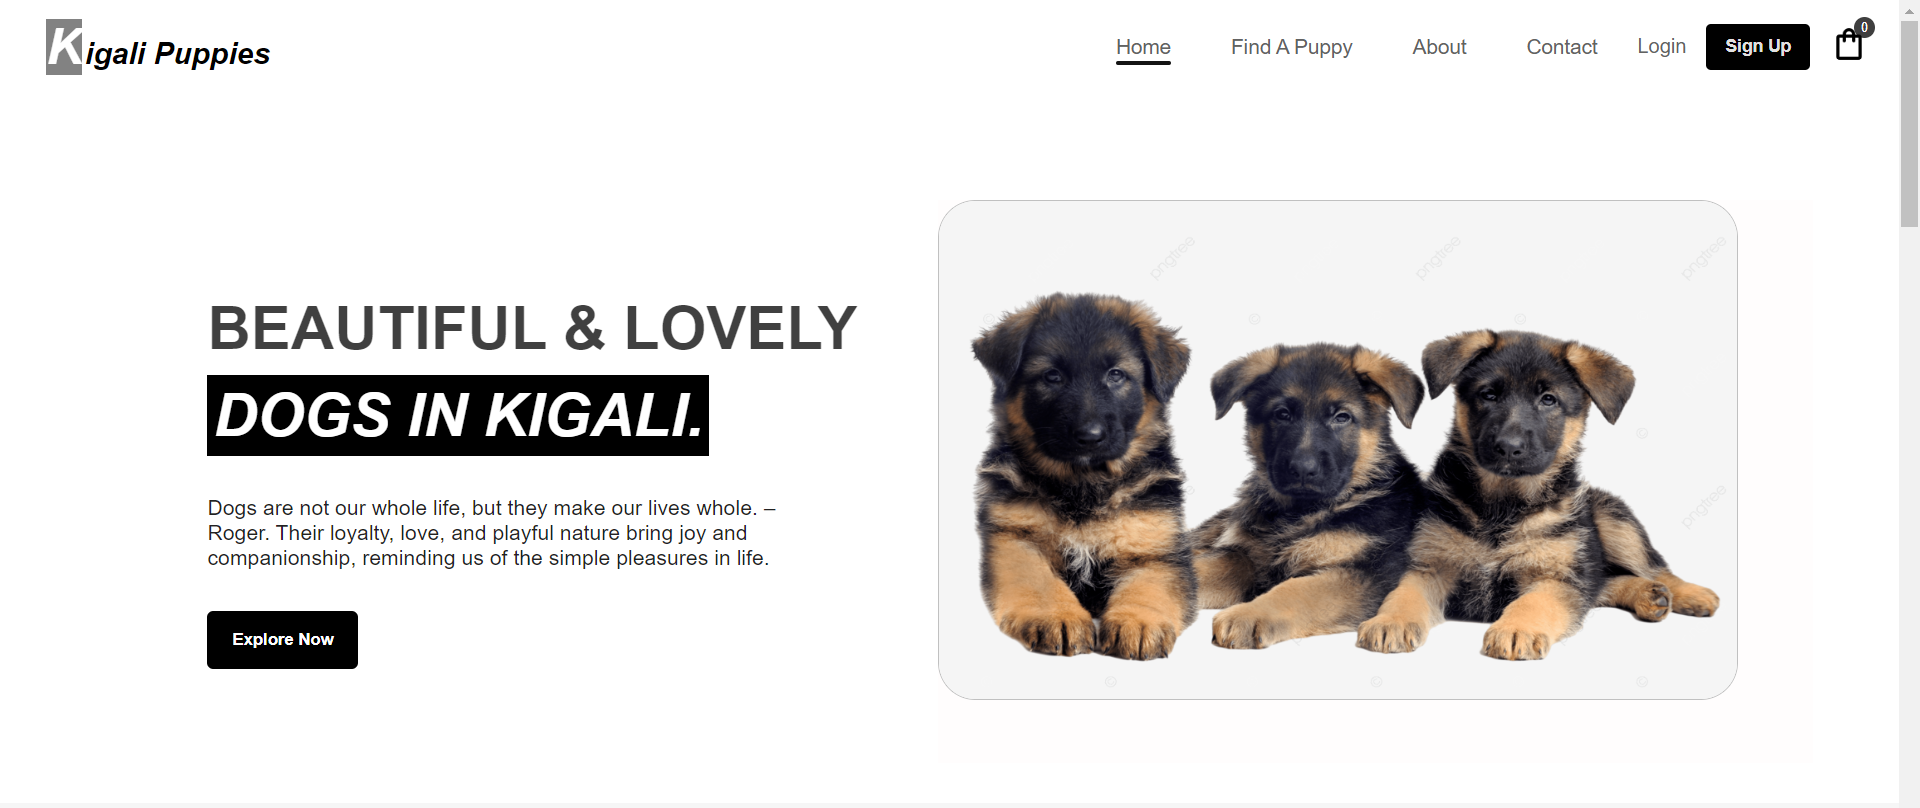 Kigali Puppies
Home
Find A Puppy
About
Contact
Login
Sign Up
0
BEAUTIFUL & LOVELY
DOGS IN KIGALI.
Dogs are not our whole life, but they make our lives whole. –
Roger. Their loyalty, love, and playful nature bring joy and
companionship, reminding us of the simple pleasures in life.
Explore Now
pngtree
pngtree
pngtree
pngtree